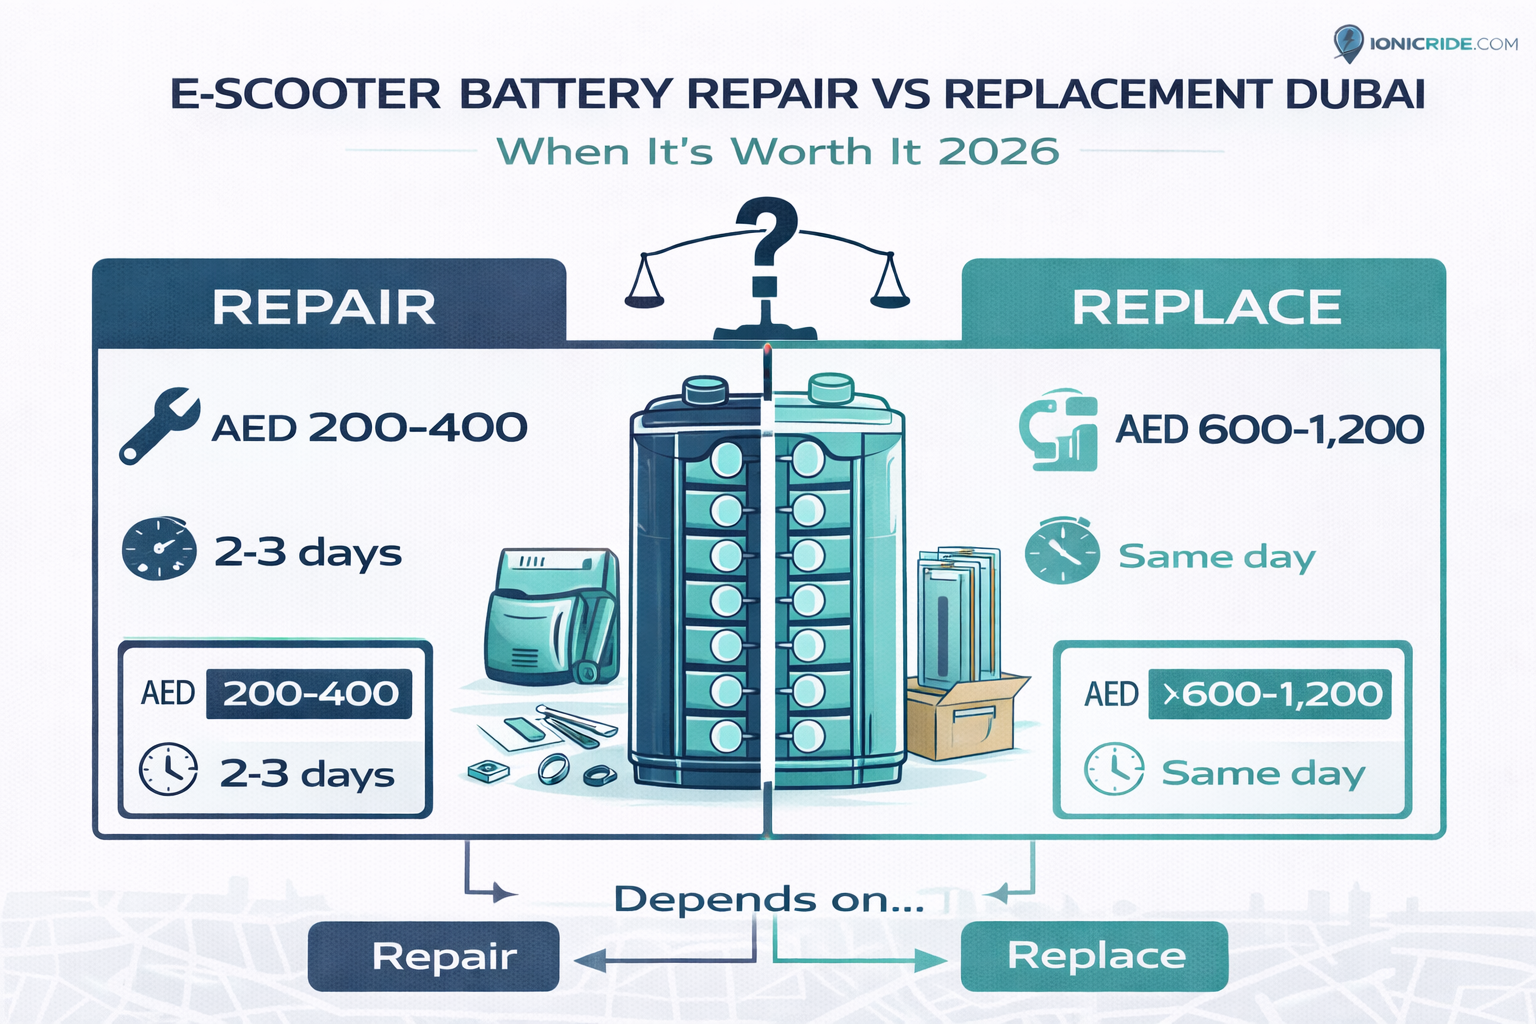 IONICRIDE.COM
E-SCOOTER BATTERY REPAIR VS REPLACEMENT DUBAI
When It's Worth It 2026
?
REPAIR
AED 200-400
2-3 days
AED 200-400
2-3 days
REPLACE
AED 600-1,200
Same day
AED >600-1,200
Same day
Depends on...
Repair
Replace